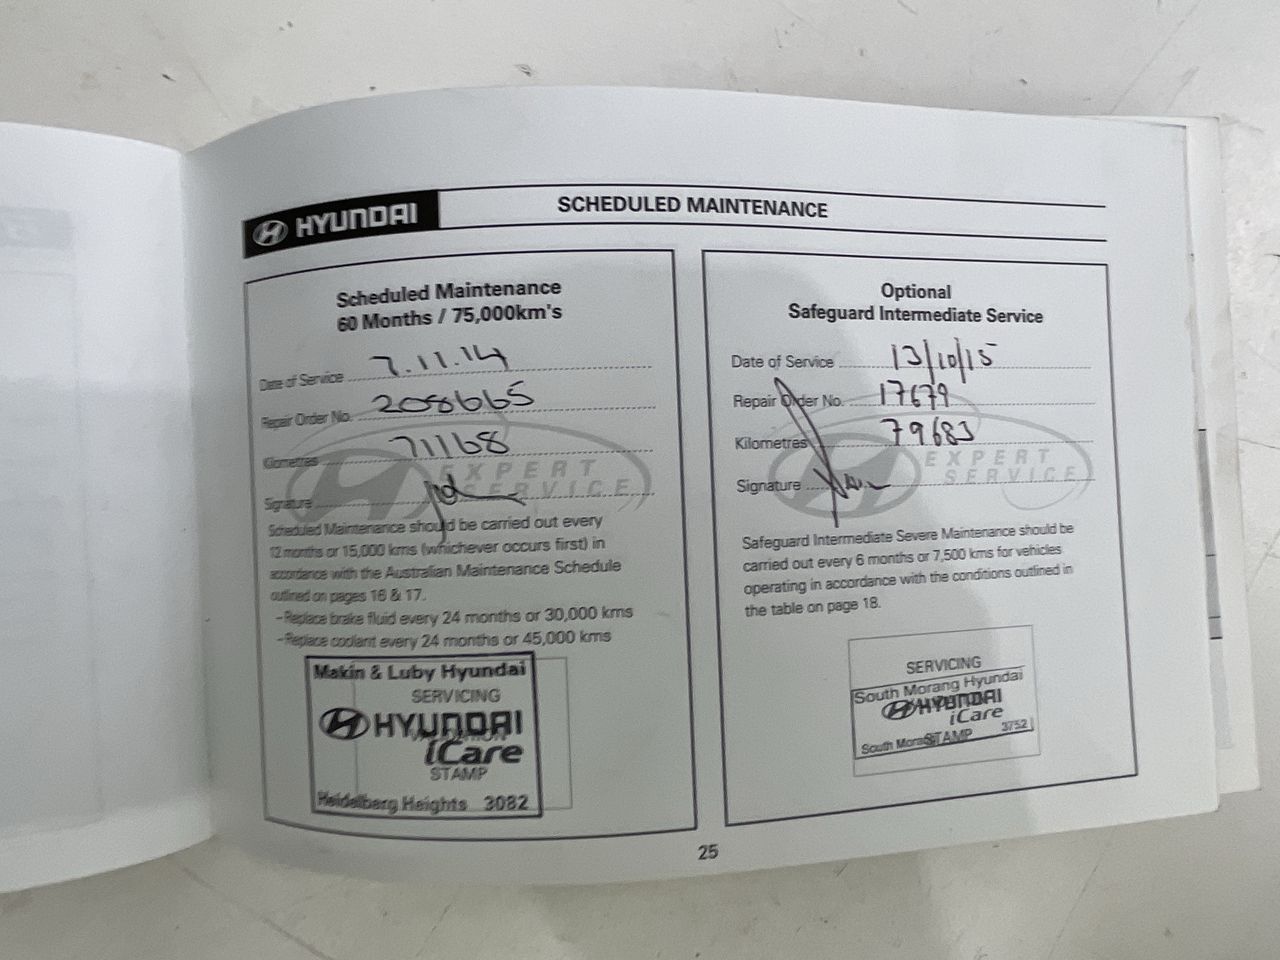 HYUNDAI
SCHEDULED MAINTENANCE
Scheduled Maintenance
60 Months / 75,000km's
Date of Service 7.11.14
Repair Order No. 208665
Kilometres 71168
Signature
EXPERT
SERVICE
Scheduled Maintenance should be carried out every
12 months or 15,000 kms (whichever occurs first) in
accordance with the Australian Maintenance Schedule
outlined on pages 16 & 17.
-Replace brake fluid every 24 months or 30,000 kms
-Replace coolant every 24 months or 45,000 kms
Makin & Luby Hyundai
SERVICING
HYUNDAI
iCare
STAMP
Heidelberg Heights 3082
Optional
Safeguard Intermediate Service
Date of Service 13/10/15
Repair Order No. 17679
Kilometres 79683
Signature
EXPERT
SERVICE
Safeguard Intermediate Severe Maintenance should be
carried out every 6 months or 7,500 kms for vehicles
operating in accordance with the conditions outlined in
the table on page 18.
SERVICING
South Morang Hyundai
HYUNDAI
iCare
South Morang 3752
STAMP
25